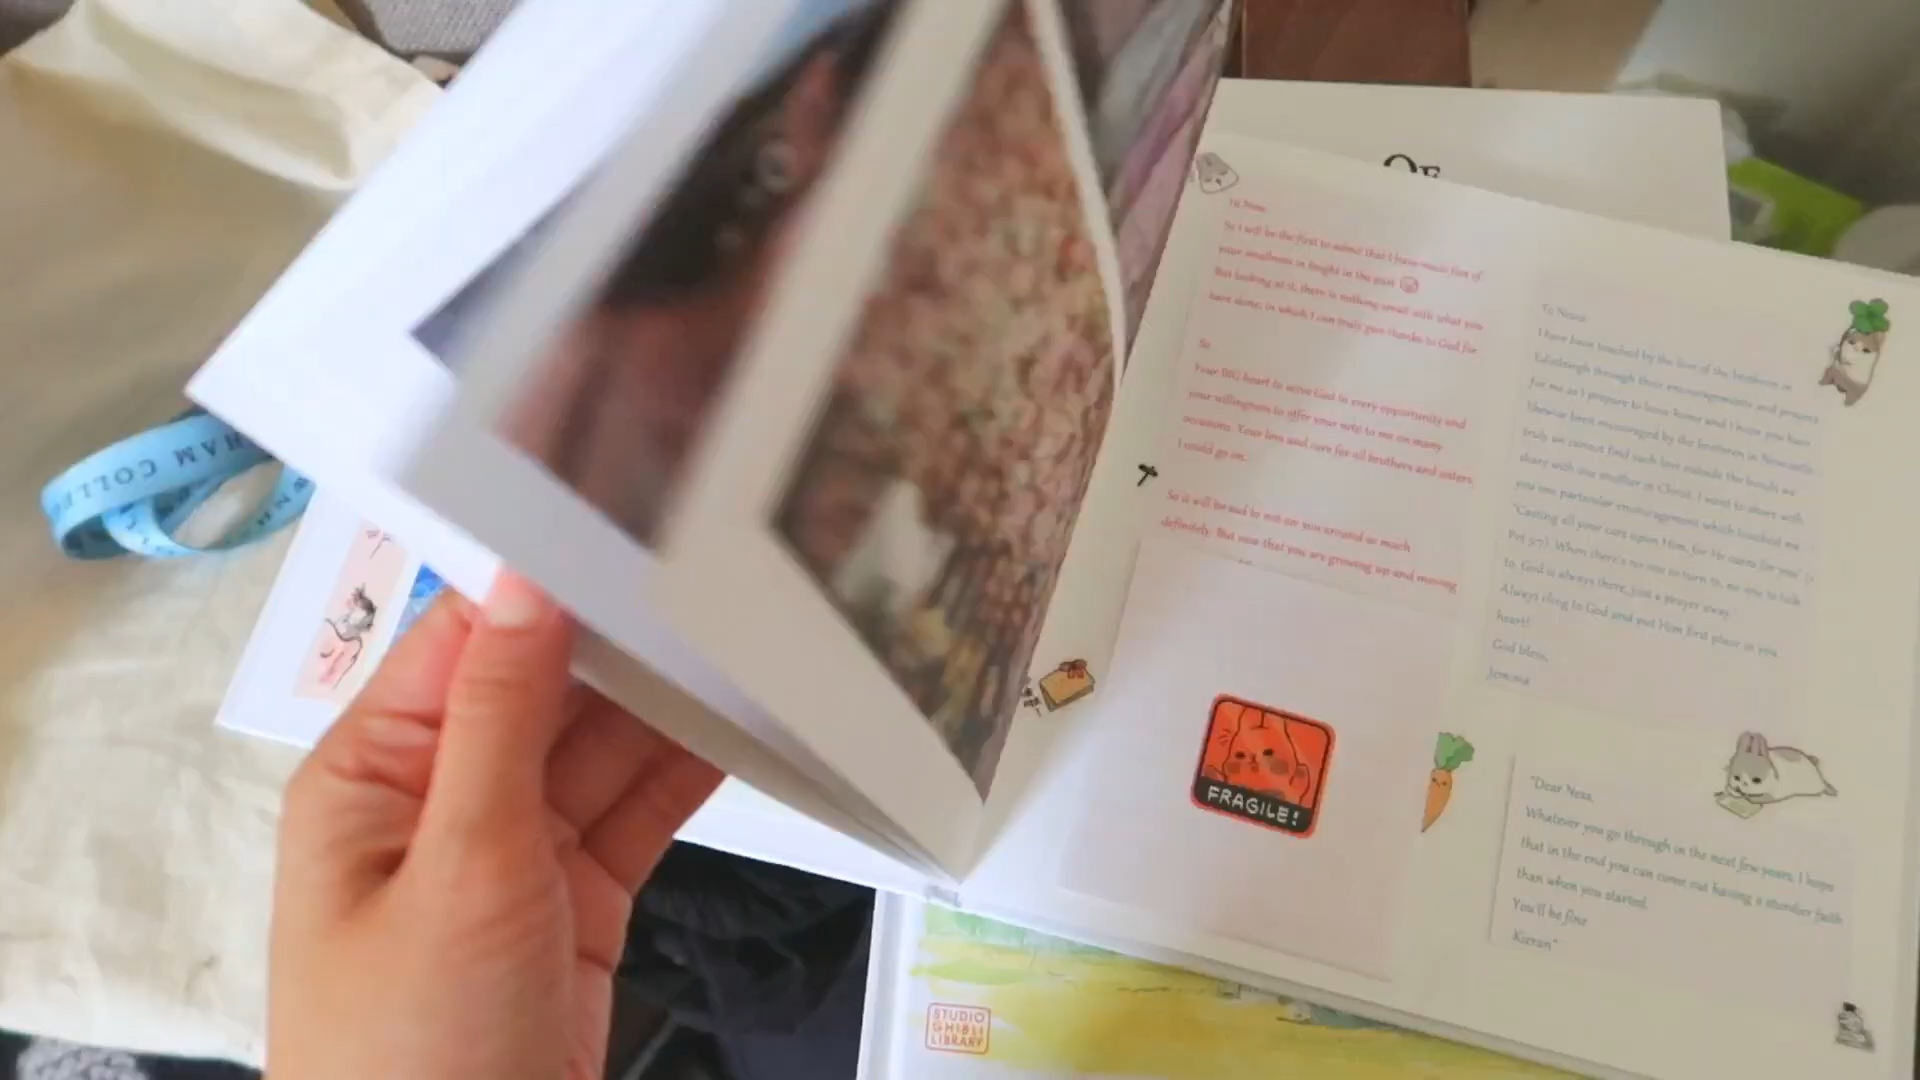 HAM COLLE
OF
To Ness
So I will be the first to admit that I have made fun of
your smallness in height in the past
But looking at it, there is nothing small with what you
have done, in which I can truly give thanks to God for
So
Your BIG heart to serve God in every opportunity and
your willingness to offer your help to me on many
occasions. Your love and care for all brothers and sisters
I could go on.
So it will be sad to not see you around as much
definitely. But now that you are growing up and moving
FRAGILE!
To Ness,
I have been touched by the love of the brethren in
Edinburgh through their encouragements and prayers
for me as I prepare to leave home and I hope you have
likewise been encouraged by the brethren in Newcastle
truly we cannot find such love outside the bonds we
share with one another in Christ. I want to share with
you one particular encouragement which touched me
"Casting all your care upon Him, for He cares for you" (1
Pet 5:7). When there's no one to turn to, no one to talk
to, God is always there, just a prayer away.
Always cling to God and put Him first place in you
heart!
God bless,
Jemma
"Dear Ness,
Whatever you go through in the next few years, I hope
that in the end you can come out having a sturdier faith
than when you started.
You'll be fine
Kieran"
STUDIO
GHIBLI
LIBRARY